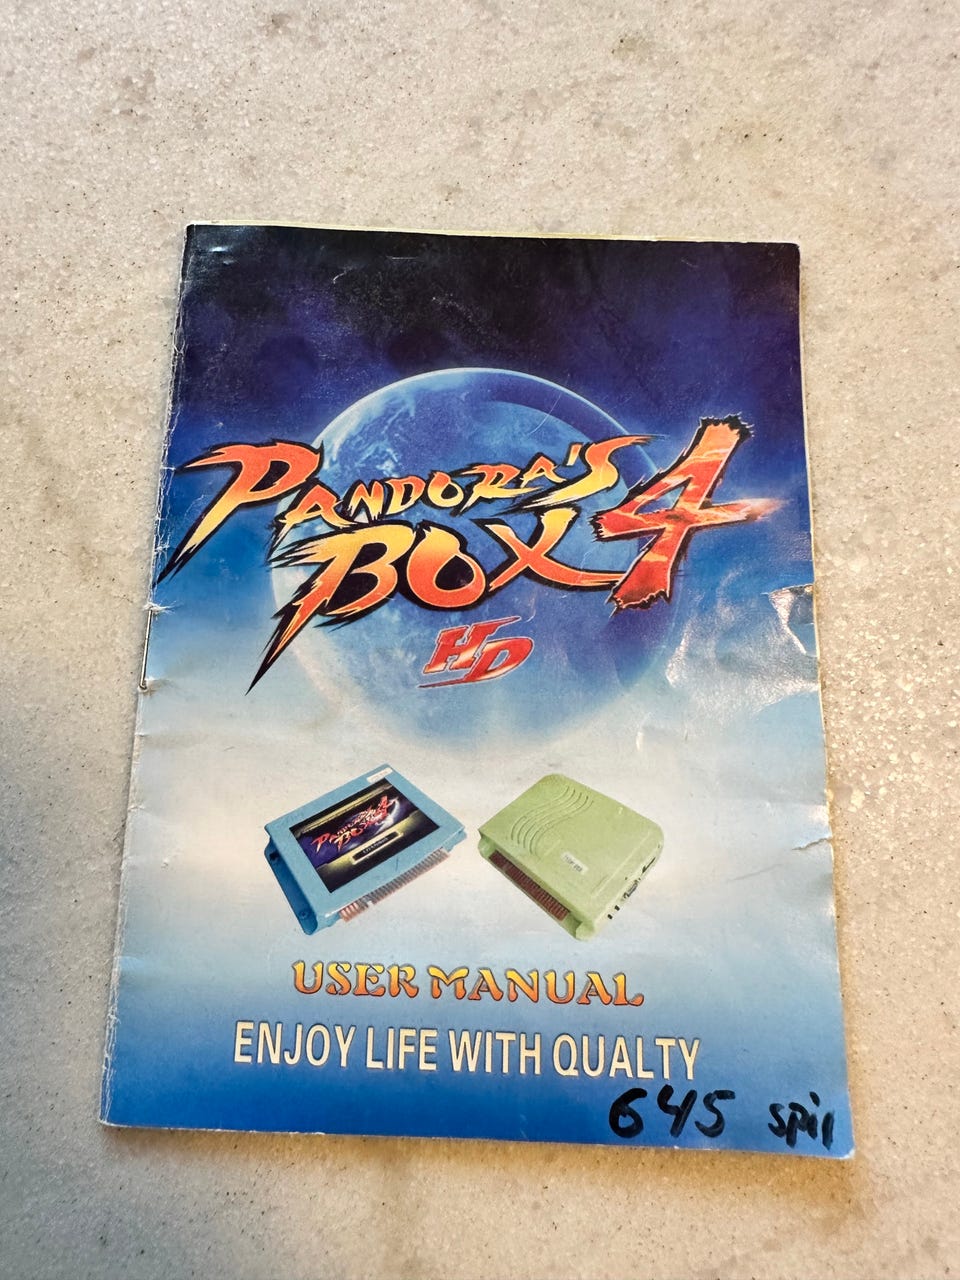 PANDORA'S
BOX 4
HD
USER MANUAL
ENJOY LIFE WITH QUALTY
645 spil